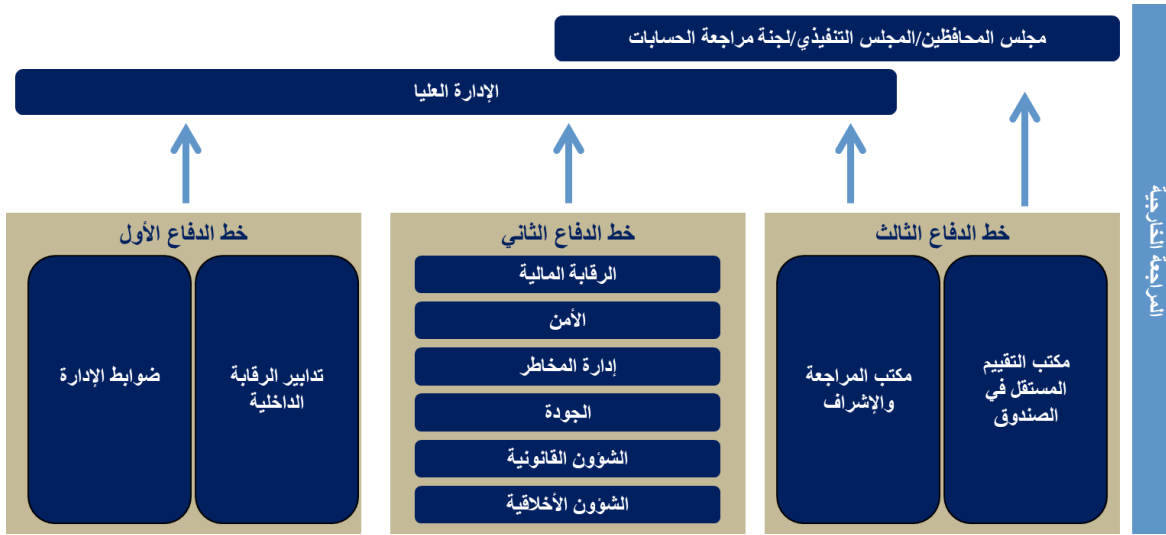 مجلس المحافظين/المجلس التنفيذي/لجنة مراجعة الحسابات
الإدارة العليا
المراجعة الخارجية
خط الدفاع الثالث
مكتب التقييم
المستقل في
الصندوق
مكتب المراجعة
والإشراف
خط الدفاع الثاني
الرقابة المالية
الأمن
إدارة المخاطر
الجودة
الشؤون القانونية
الشؤون الأخلاقية
خط الدفاع الأول
تدابير الرقابة
الداخلية
ضوابط الإدارة